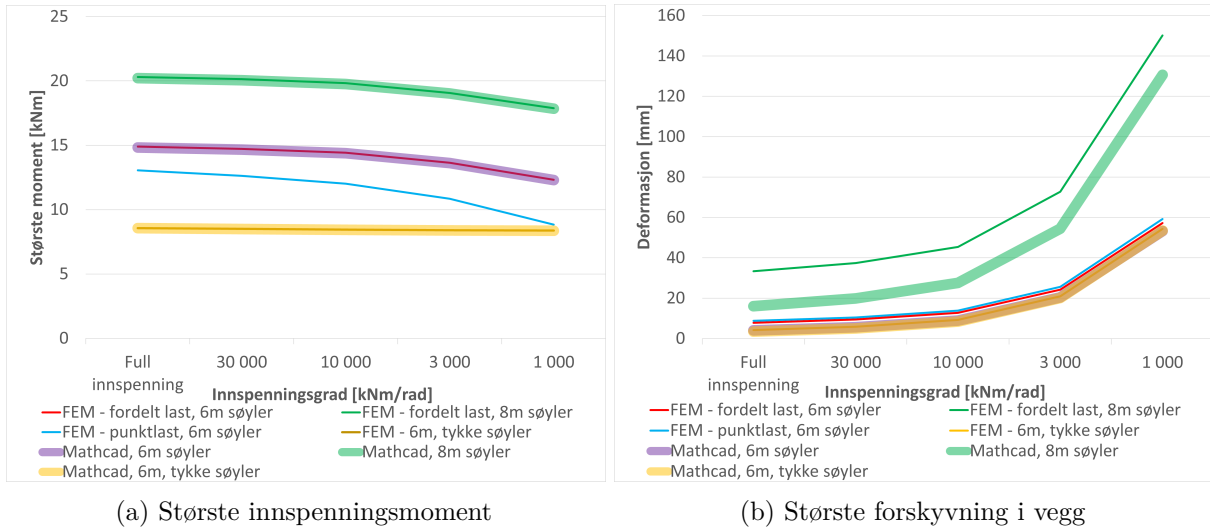 25
20
15
10
5
0
Største moment [kNm]
Full innspenning
30 000
10 000
3 000
1 000
Innspenningsgrad [kNm/rad]
FEM - fordelt last, 6m søyler
FEM - fordelt last, 8m søyler
FEM - punktlast, 6m søyler
FEM - 6m, tykke søyler
Mathcad, 6m søyler
Mathcad, 8m søyler
Mathcad, 6m, tykke søyler
(a) Største innspenningsmoment
160
140
120
100
80
60
40
20
0
Deformasjon [mm]
Full innspenning
30 000
10 000
3 000
1 000
Innspenningsgrad [kNm/rad]
FEM - fordelt last, 6m søyler
FEM - fordelt last, 8m søyler
FEM - punktlast, 6m søyler
FEM - 6m, tykke søyler
Mathcad, 6m søyler
Mathcad, 8m søyler
Mathcad, 6m, tykke søyler
(b) Største forskyvning i vegg